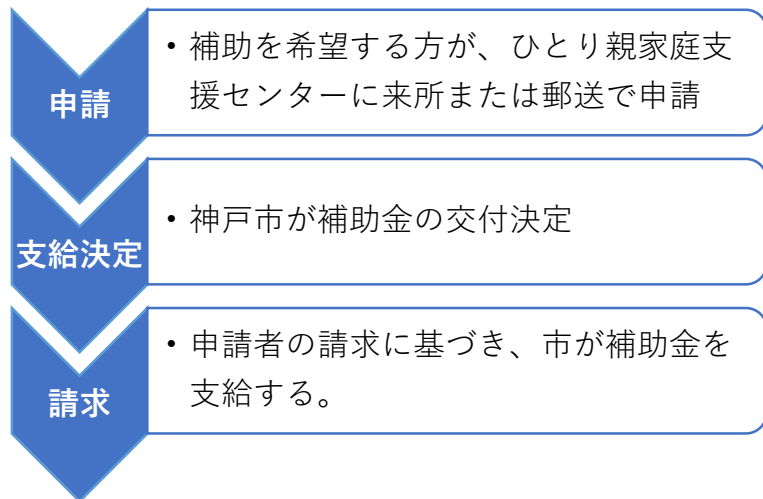 申請
・補助を希望する方が、ひとり親家庭支
援センターに来所または郵送で申請
支給決定
・神戸市が補助金の交付決定
請求
・申請者の請求に基づき、市が補助金を
支給する。